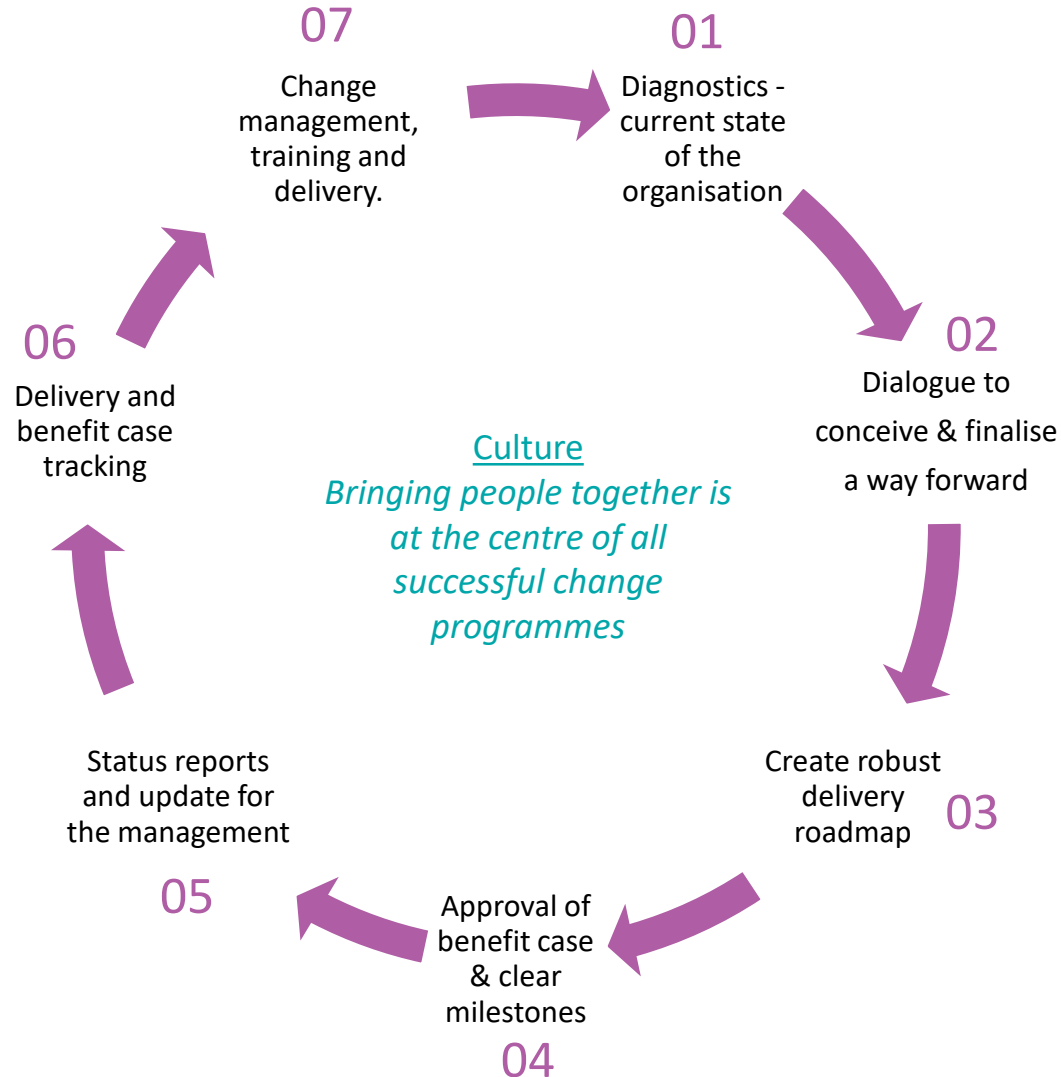 01
Diagnostics -
current state
of the
organisation
02
Dialogue to
conceive & finalise
a way forward
Create robust
delivery
roadmap
03
Approval of
benefit case
& clear
milestones
04
Status reports
and update for
the management
05
06
Delivery and
benefit case
tracking
07
Change
management,
training and
delivery.
Culture
Bringing people together is
at the centre of all
successful change
programmes